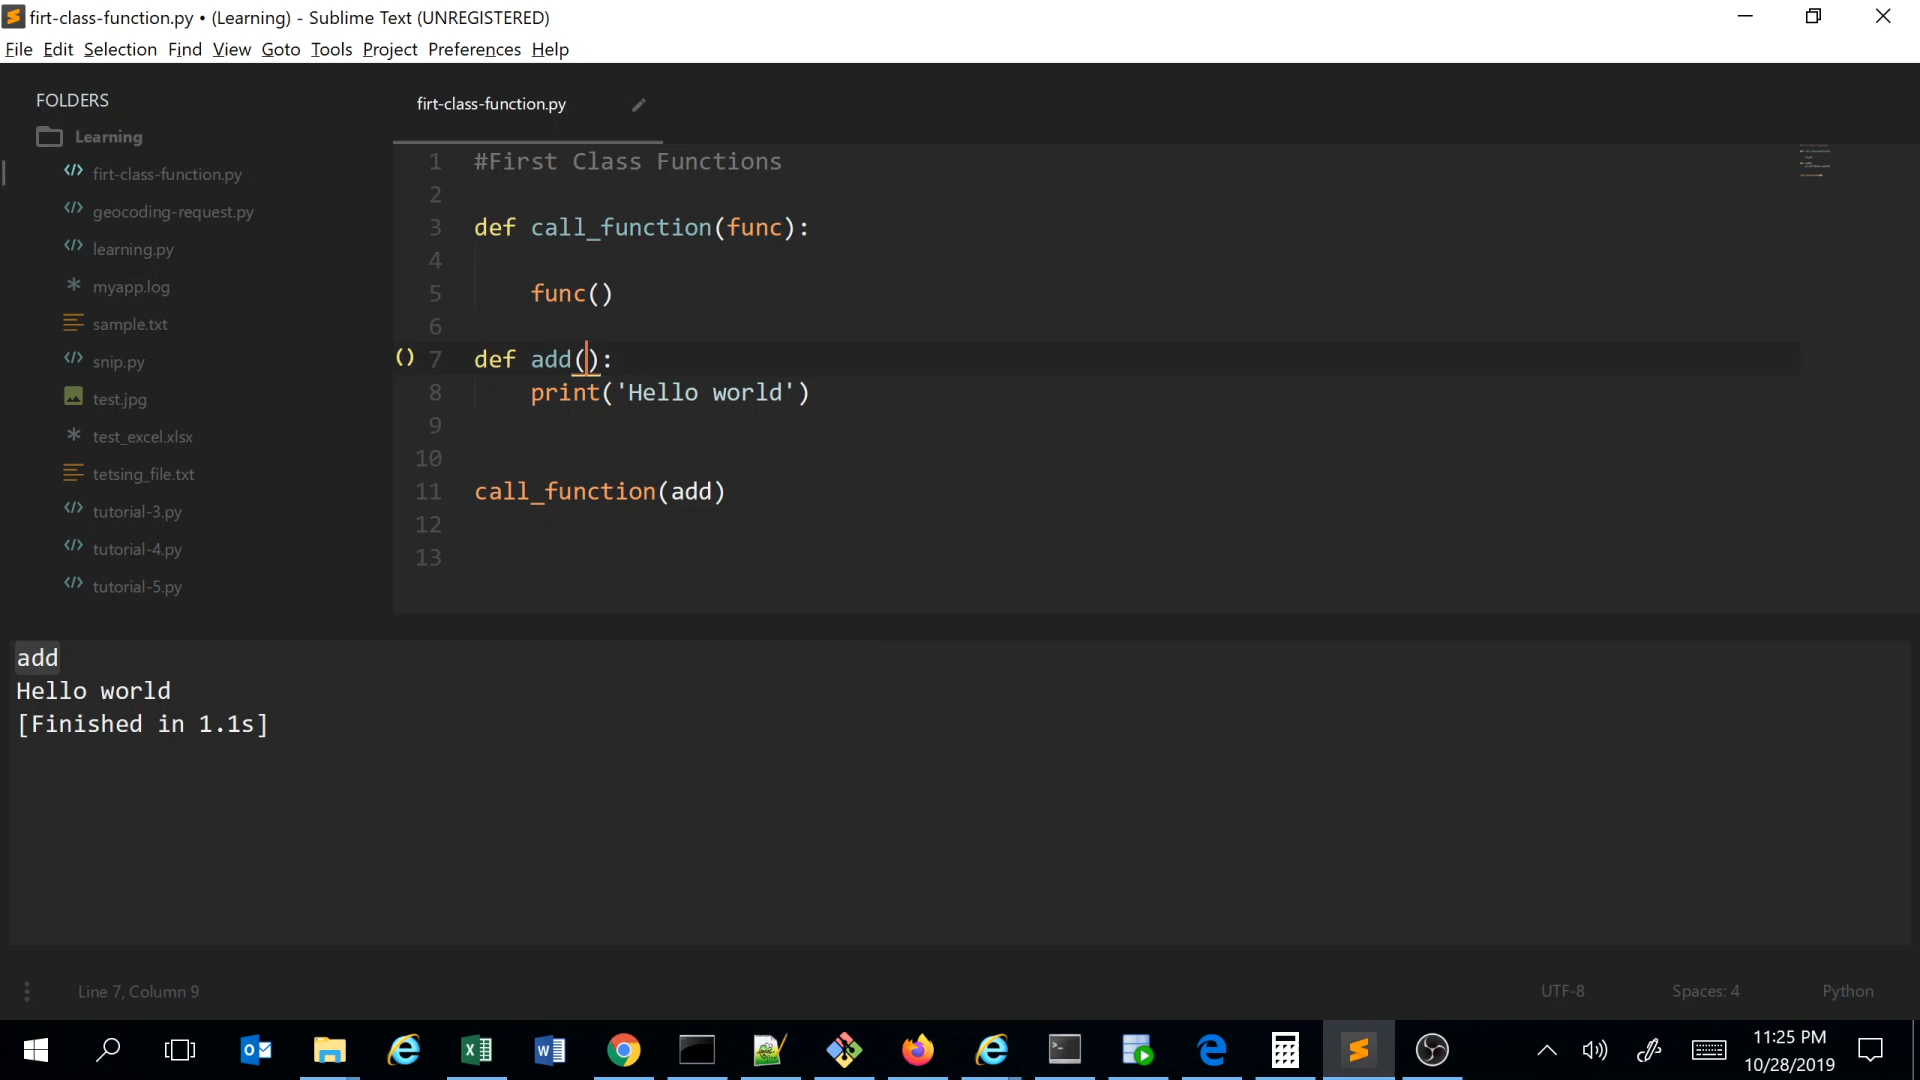 firt-class-function.py • (Learning) - Sublime Text (UNREGISTERED)
File Edit Selection Find View Goto Tools Project Preferences Help
FOLDERS
Learning
firt-class-function.py
geocoding-request.py
learning.py
myapp.log
sample.txt
snip.py
test.jpg
test_excel.xlsx
tetsing_file.txt
tutorial-3.py
tutorial-4.py
tutorial-5.py
firt-class-function.py
1 #First Class Functions
2
3 def call_function(func):
4
5 func()
6
() 7 def add():
8 print('Hello world')
9
10
11 call_function(add)
12
13
add
Hello world
[Finished in 1.1s]
Line 7, Column 9 UTF-8 Spaces: 4 Python
11:25 PM
10/28/2019